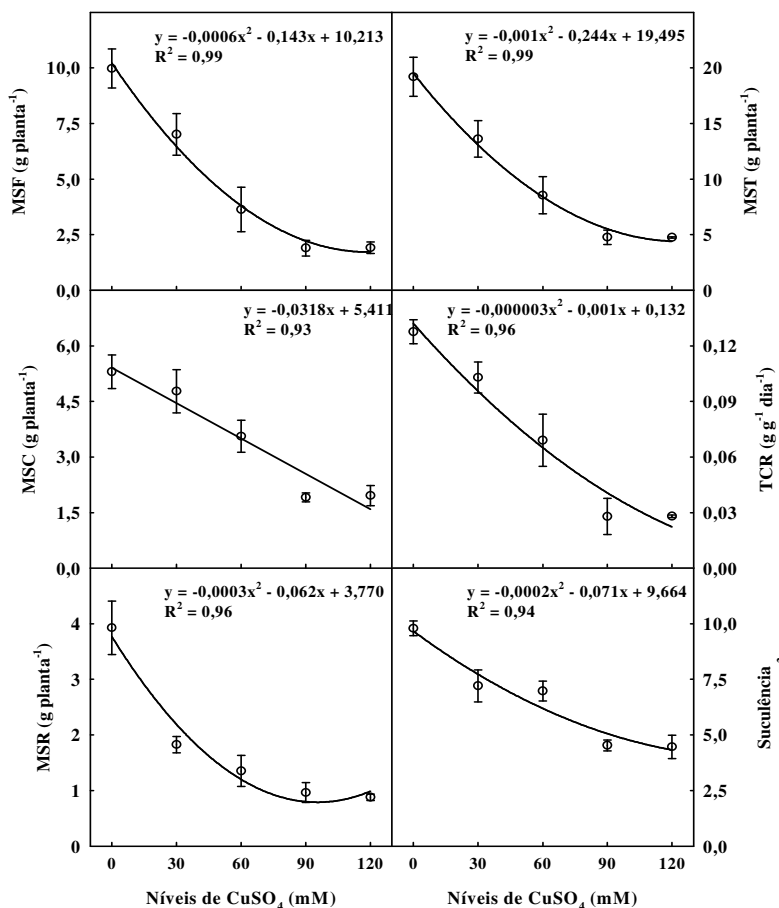 y = -0,0006x² - 0,143x + 10,213
R² = 0,99
10,0
7,5
5,0
2,5
0,0
MSF (g planta⁻¹)
y = -0,001x² - 0,244x + 19,495
R² = 0,99
20
15
10
5
0
MST (g planta⁻¹)
y = -0,0318x + 5,411
R² = 0,93
6,0
4,5
3,0
1,5
0,0
MSC (g planta⁻¹)
y = -0,000003x² - 0,001x + 0,132
R² = 0,96
0,12
0,09
0,06
0,03
0,00
TCR (g g⁻¹ dia⁻¹)
y = -0,0003x² - 0,062x + 3,770
R² = 0,96
4
3
2
1
0
MSR (g planta⁻¹)
0 30 60 90 120
Níveis de CuSO₄ (mM)
y = -0,0002x² - 0,071x + 9,664
R² = 0,94
10,0
7,5
5,0
2,5
0,0
Suculência
0 30 60 90 120
Níveis de CuSO₄ (mM)